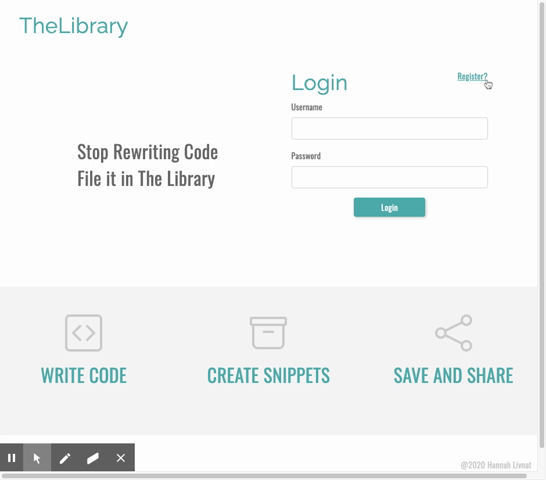 TheLibrary
Login
Register?
Username
Stop Rewriting Code
File it in The Library
Password
Login
WRITE CODE
CREATE SNIPPETS
SAVE AND SHARE
@2020 Hannah Livnat